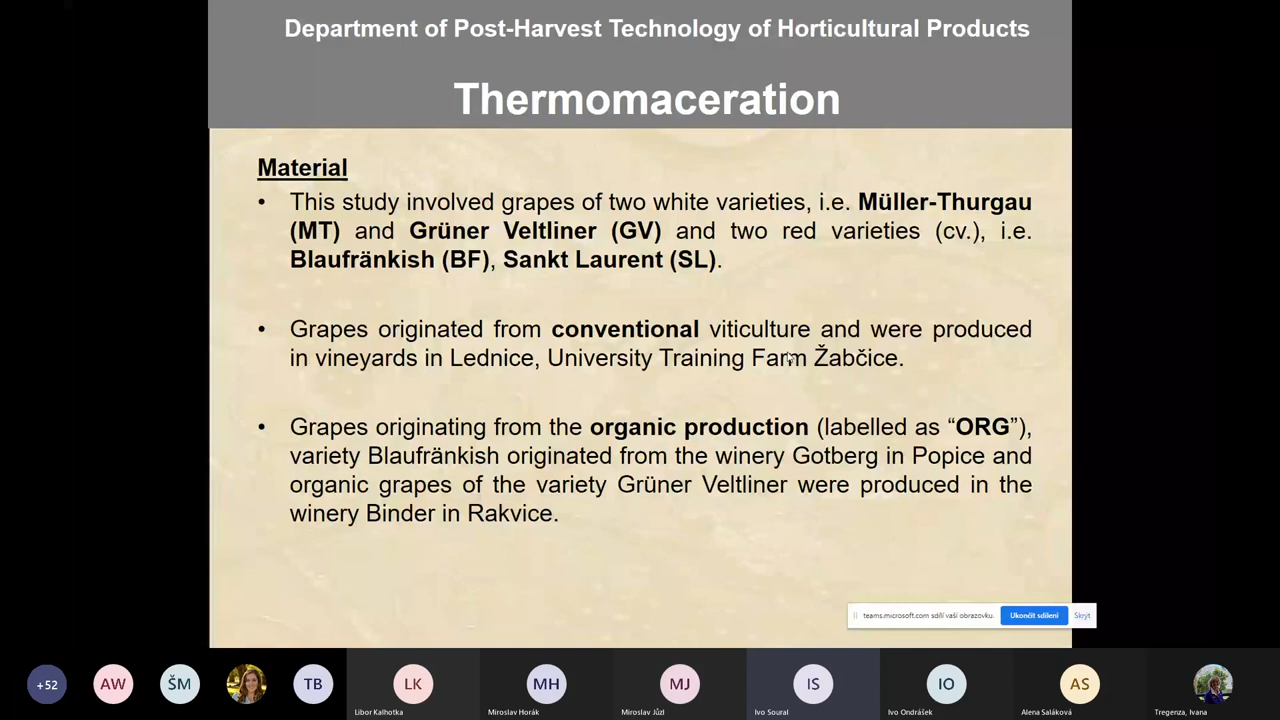 Department of Post-Harvest Technology of Horticultural Products
Thermomaceration
Material
• This study involved grapes of two white varieties, i.e. Müller-Thurgau
(MT) and Grüner Veltliner (GV) and two red varieties (cv.), i.e.
Blaufränkish (BF), Sankt Laurent (SL).
• Grapes originated from conventional viticulture and were produced
in vineyards in Lednice, University Training Farm Žabčice.
• Grapes originating from the organic production (labelled as “ORG”),
variety Blaufränkish originated from the winery Gotberg in Popice and
organic grapes of the variety Grüner Veltliner were produced in the
winery Binder in Rakvice.
teams.microsoft.com sdílí vaši obrazovku. Ukončit sdílení Skrýt
+52 AW ŠM TB LK MH MJ IS IO AS
Libor Kalhotka Miroslav Horák Miroslav Jůzl Ivo Soural Ivo Ondrášek Alena Saláková Tregenza, Ivana